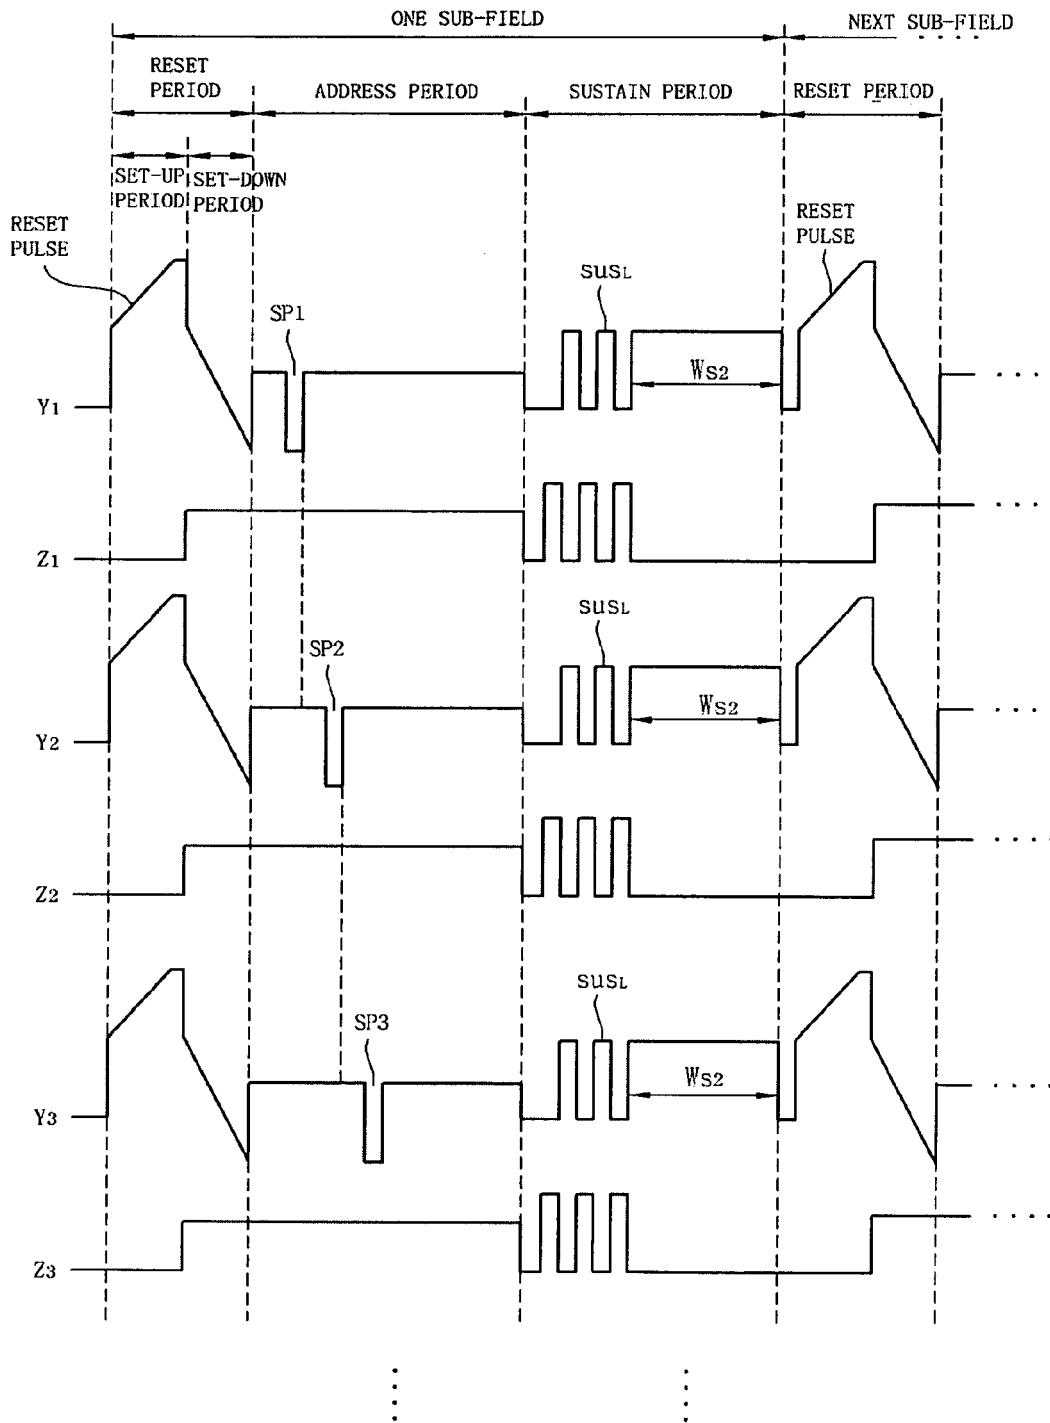 ONE SUB-FIELD
NEXT SUB-FIELD
RESET
PERIOD
ADDRESS PERIOD
SUSTAIN PERIOD
RESET PERIOD
SET-UP
PERIOD
SET-DOWN
PERIOD
RESET
PULSE
RESET
PULSE
SP1
SUSL
WS2
Y1
Z1
SUSL
SP2
WS2
Y2
Z2
SUSL
SP3
WS2
Y3
Z3